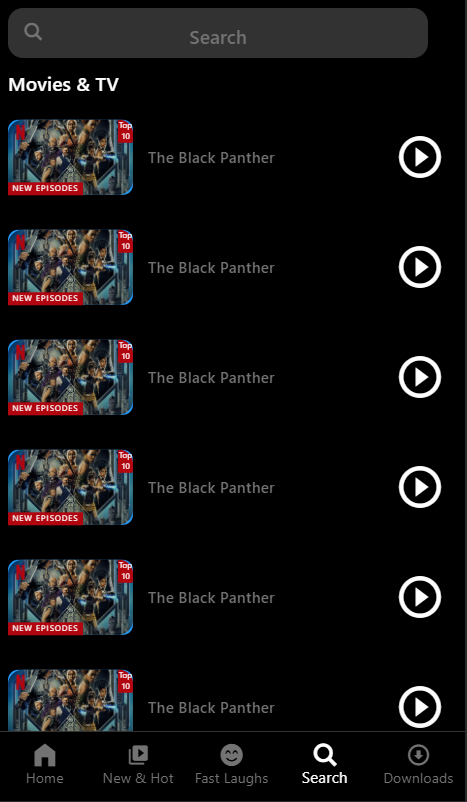 Search
Movies & TV
Top
10
The Black Panther
NEW EPISODES
Top
10
The Black Panther
NEW EPISODES
Top
10
The Black Panther
NEW EPISODES
Top
10
The Black Panther
NEW EPISODES
Top
10
The Black Panther
NEW EPISODES
Top
10
The Black Panther
Home
New & Hot
Fast Laughs
Search
Downloads